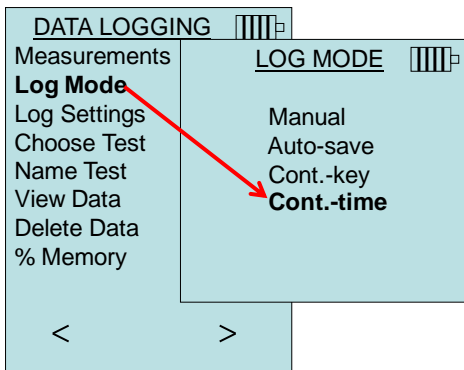 DATA LOGGING
Measurements
Log Mode
Log Settings
Choose Test
Name Test
View Data
Delete Data
% Memory
< >
LOG MODE
Manual
Auto-save
Cont.-key
Cont.-time